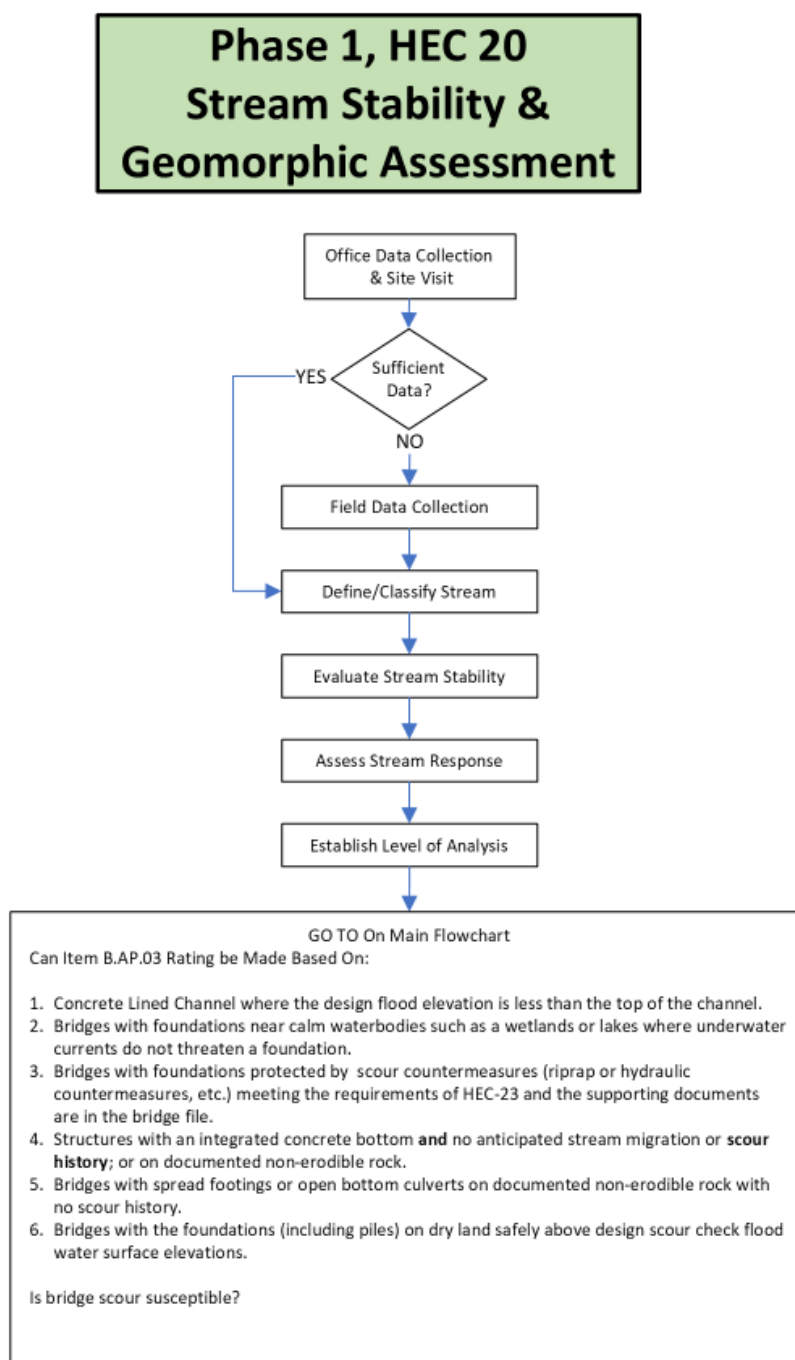 Phase 1, HEC 20
Stream Stability &
Geomorphic Assessment
Office Data Collection
& Site Visit
Sufficient
Data?
YES
NO
Field Data Collection
Define/Classify Stream
Evaluate Stream Stability
Assess Stream Response
Establish Level of Analysis
GO TO On Main Flowchart
Can Item B.AP.03 Rating be Made Based On:
1. Concrete Lined Channel where the design flood elevation is less than the top of the channel.
2. Bridges with foundations near calm waterbodies such as a wetlands or lakes where underwater
currents do not threaten a foundation.
3. Bridges with foundations protected by scour countermeasures (riprap or hydraulic
countermeasures, etc.) meeting the requirements of HEC-23 and the supporting documents
are in the bridge file.
4. Structures with an integrated concrete bottom and no anticipated stream migration or scour
history; or on documented non-erodible rock.
5. Bridges with spread footings or open bottom culverts on documented non-erodible rock with
no scour history.
6. Bridges with the foundations (including piles) on dry land safely above design scour check flood
water surface elevations.
Is bridge scour susceptible?